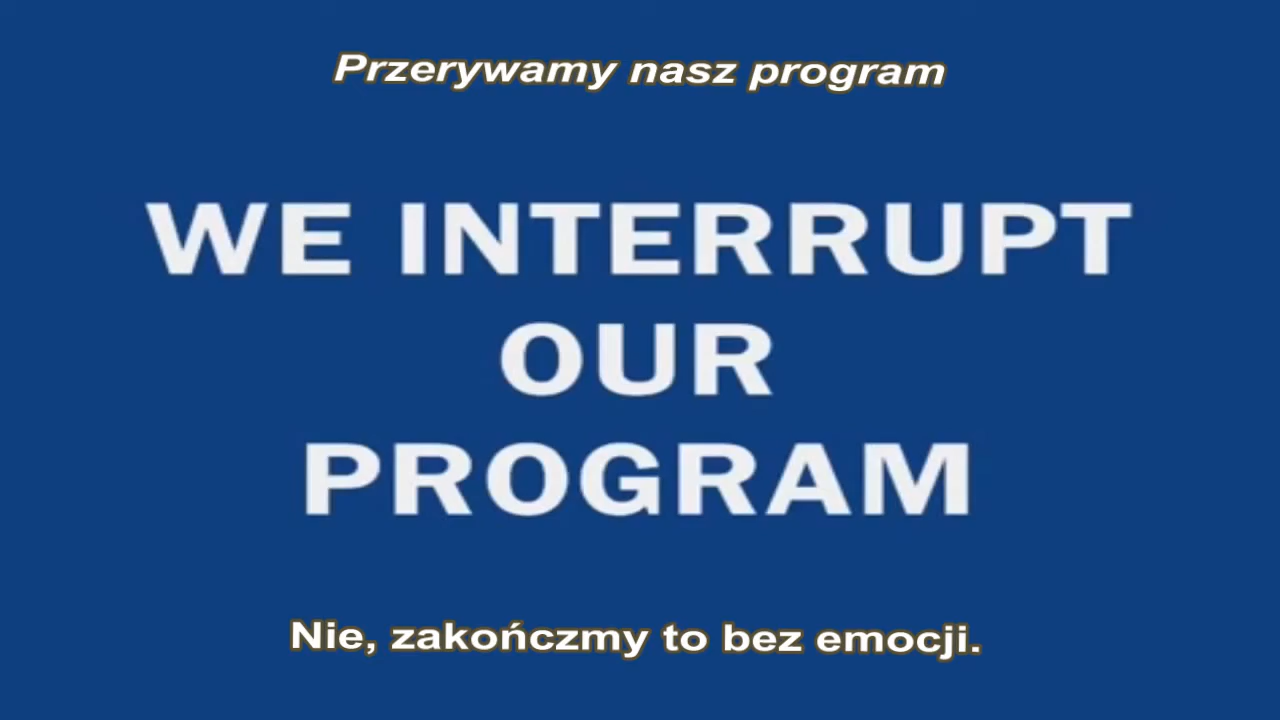 Przerywamy nasz program
WE INTERRUPT
OUR
PROGRAM
Nie, zakończmy to bez emocji.